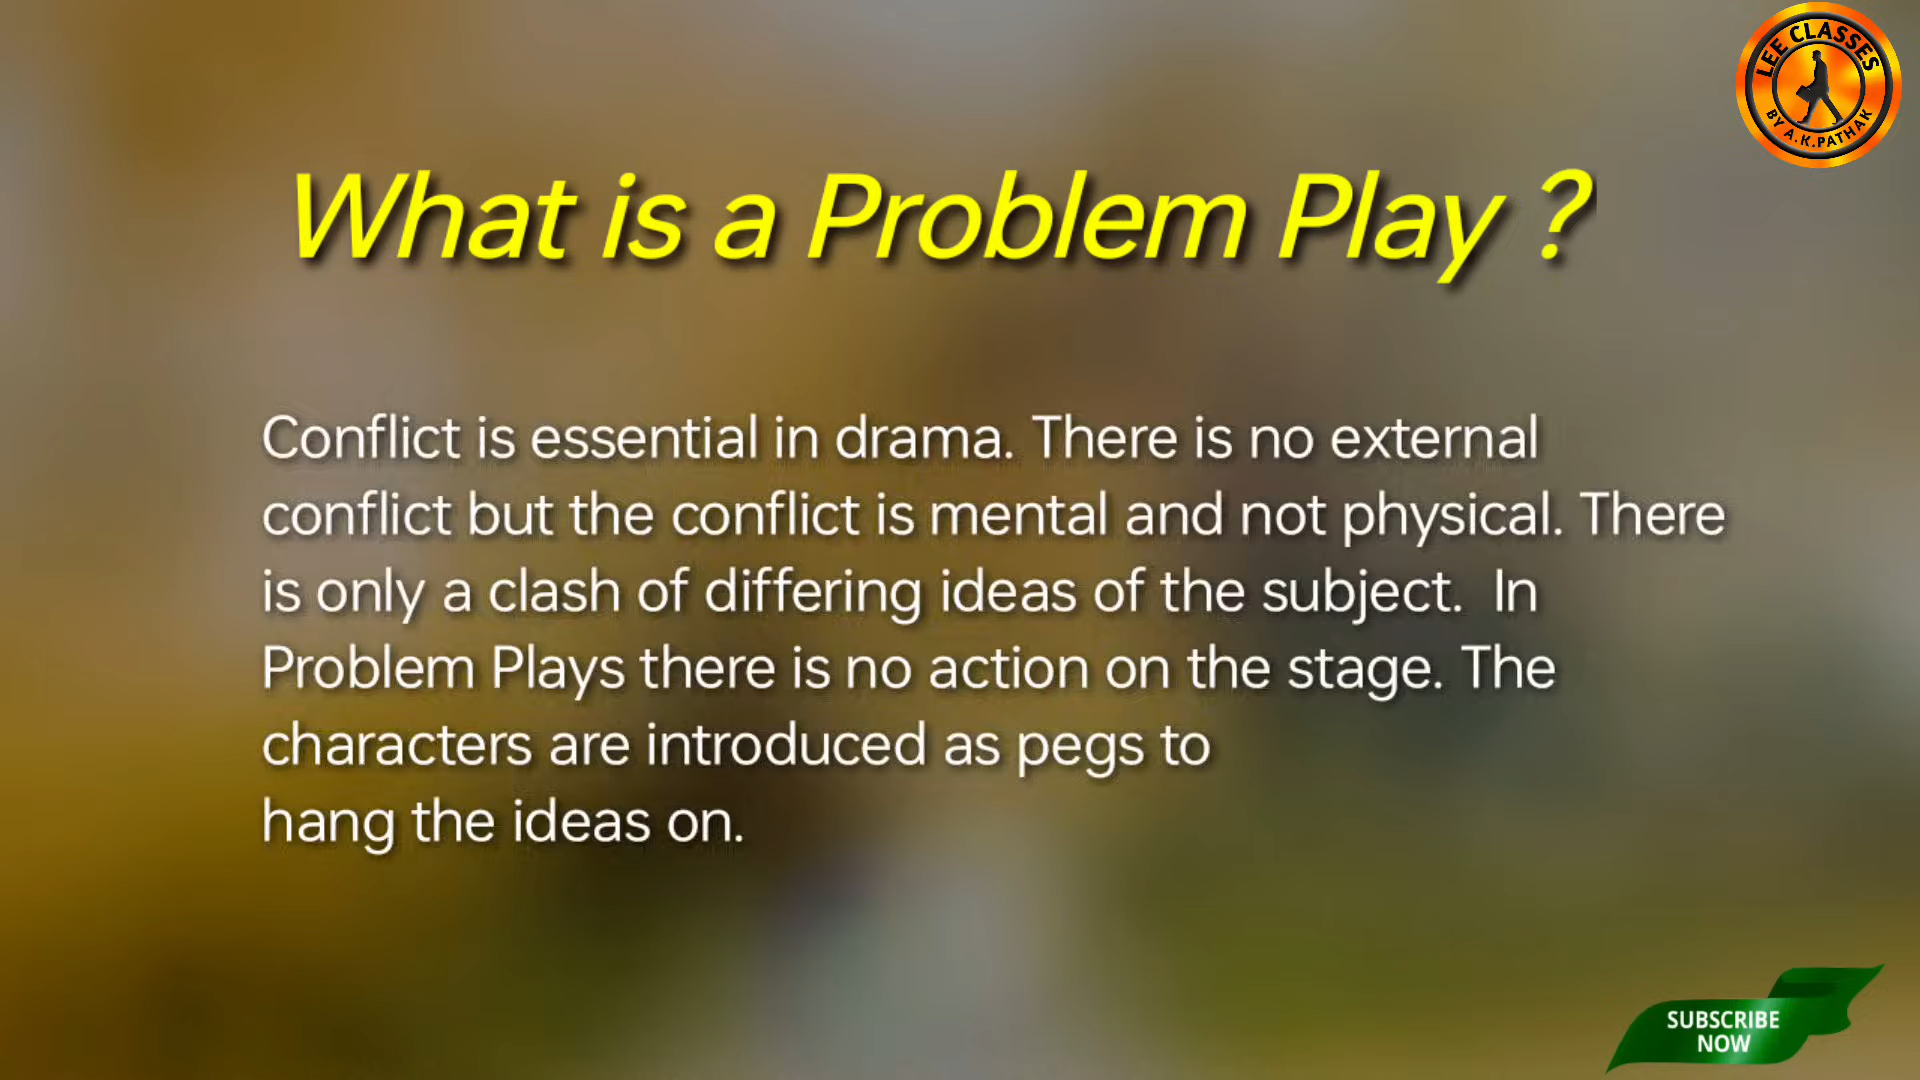 LEE CLASSES
BY A.K.PATHAK
What is a Problem Play ?
Conflict is essential in drama. There is no external
conflict but the conflict is mental and not physical. There
is only a clash of differing ideas of the subject.  In
Problem Plays there is no action on the stage. The
characters are introduced as pegs to
hang the ideas on.
SUBSCRIBE
NOW